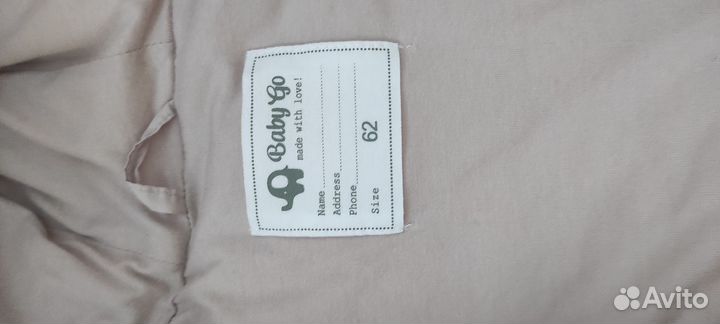 Baby Go
made with love!
Name
Address
Phone
Size 62
Avito